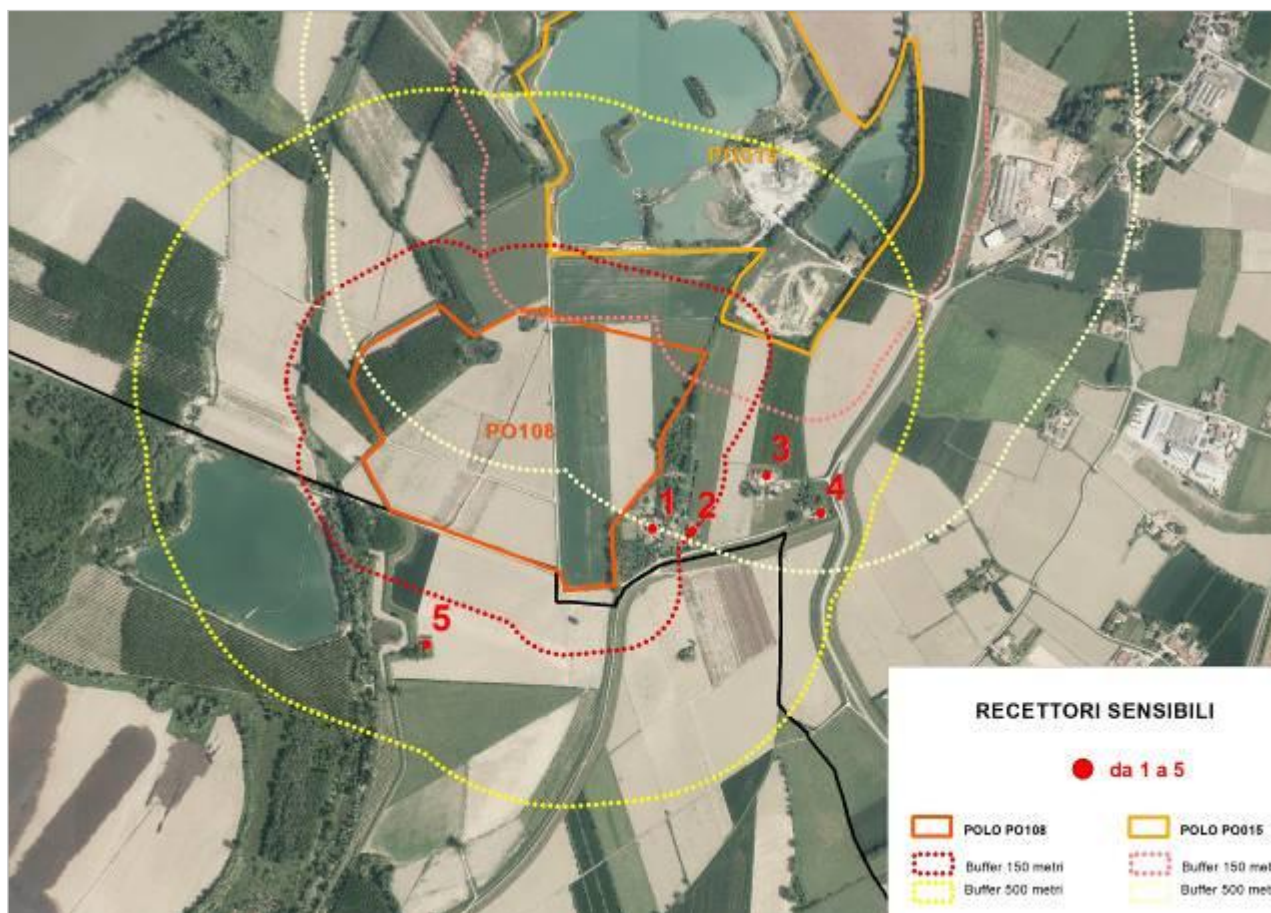 PO015
PO108
1
2
3
4
5
RECETTORI SENSIBILI
da 1 a 5
POLO PO108
Buffer 150 metri
Buffer 500 metri
POLO PO015
Buffer 150 met
Buffer 500 met